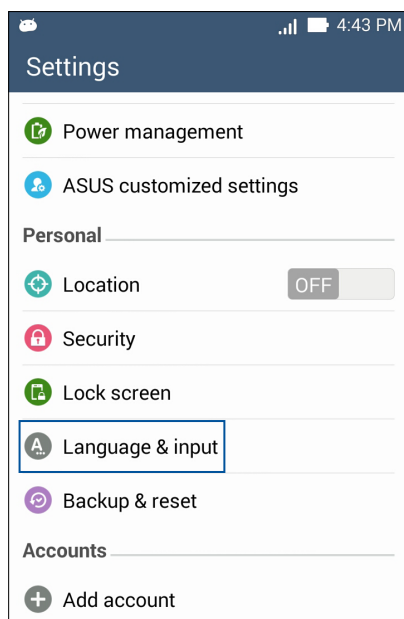 4:43 PM
Settings
Power management
ASUS customized settings
Personal
Location OFF
Security
Lock screen
A Language & input
Backup & reset
Accounts
Add account